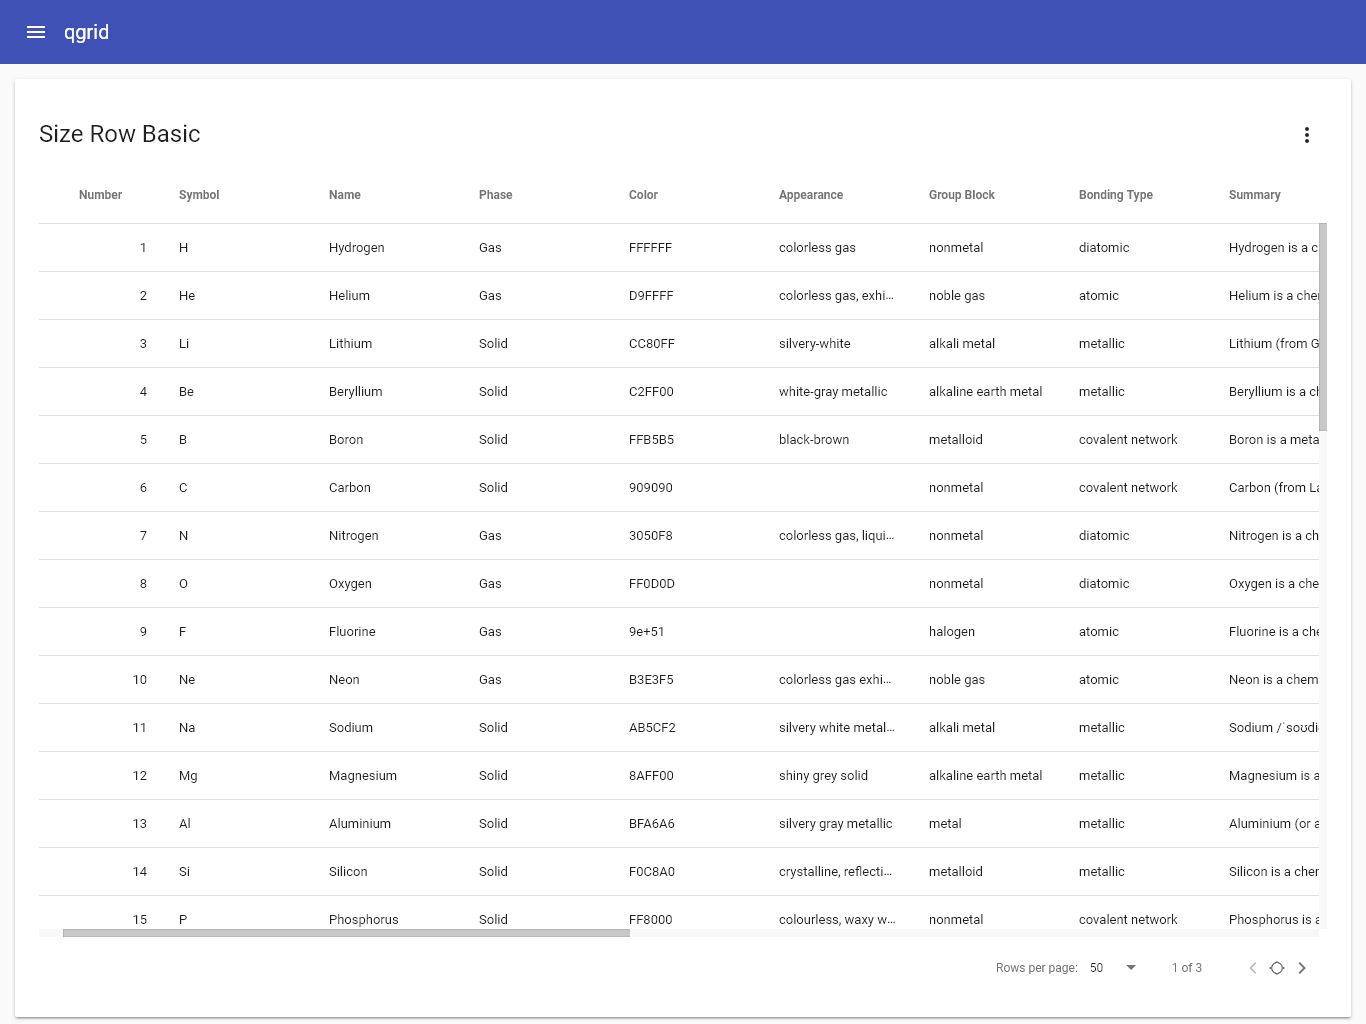 qgrid
Size Row Basic
Number Symbol Name Phase Color Appearance Group Block Bonding Type Summary
1 H Hydrogen Gas FFFFFF colorless gas nonmetal diatomic Hydrogen is a c
2 He Helium Gas D9FFFF colorless gas, exhi... noble gas atomic Helium is a che
3 Li Lithium Solid CC80FF silvery-white alkali metal metallic Lithium (from G
4 Be Beryllium Solid C2FF00 white-gray metallic alkaline earth metal metallic Beryllium is a ch
5 B Boron Solid FFB5B5 black-brown metalloid covalent network Boron is a meta
6 C Carbon Solid 909090 nonmetal covalent network Carbon (from La
7 N Nitrogen Gas 3050F8 colorless gas, liqui... nonmetal diatomic Nitrogen is a ch
8 O Oxygen Gas FF0D0D nonmetal diatomic Oxygen is a che
9 F Fluorine Gas 9e+51 halogen atomic Fluorine is a che
10 Ne Neon Gas B3E3F5 colorless gas exhi... noble gas atomic Neon is a chem
11 Na Sodium Solid AB5CF2 silvery white metal... alkali metal metallic Sodium /ˈsoʊdi
12 Mg Magnesium Solid 8AFF00 shiny grey solid alkaline earth metal metallic Magnesium is a
13 Al Aluminium Solid BFA6A6 silvery gray metallic metal metallic Aluminium (or a
14 Si Silicon Solid F0C8A0 crystalline, reflecti... metalloid metallic Silicon is a cher
15 P Phosphorus Solid FF8000 colourless, waxy w... nonmetal covalent network Phosphorus is a
Rows per page: 50 1 of 3